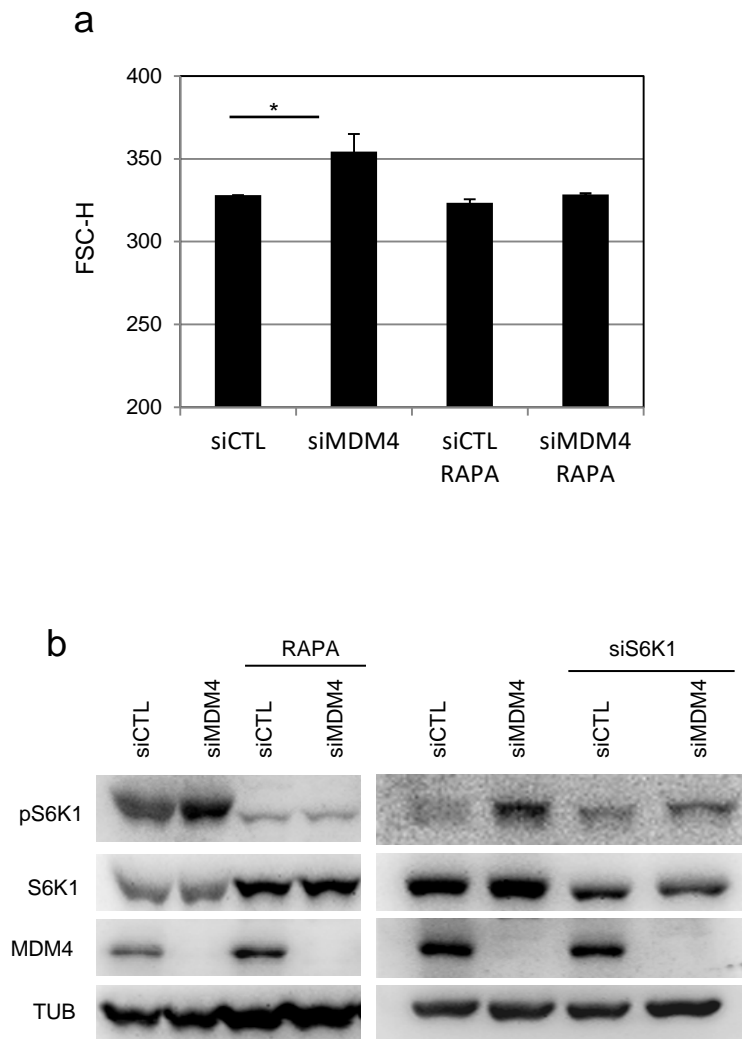 a
400
350
300
250
200
FSC-H
*
siCTL
siMDM4
siCTL
RAPA
siMDM4
RAPA
b
RAPA
siS6K1
siCTL
siMDM4
siCTL
siMDM4
siCTL
siMDM4
siCTL
siMDM4
pS6K1
S6K1
MDM4
TUB